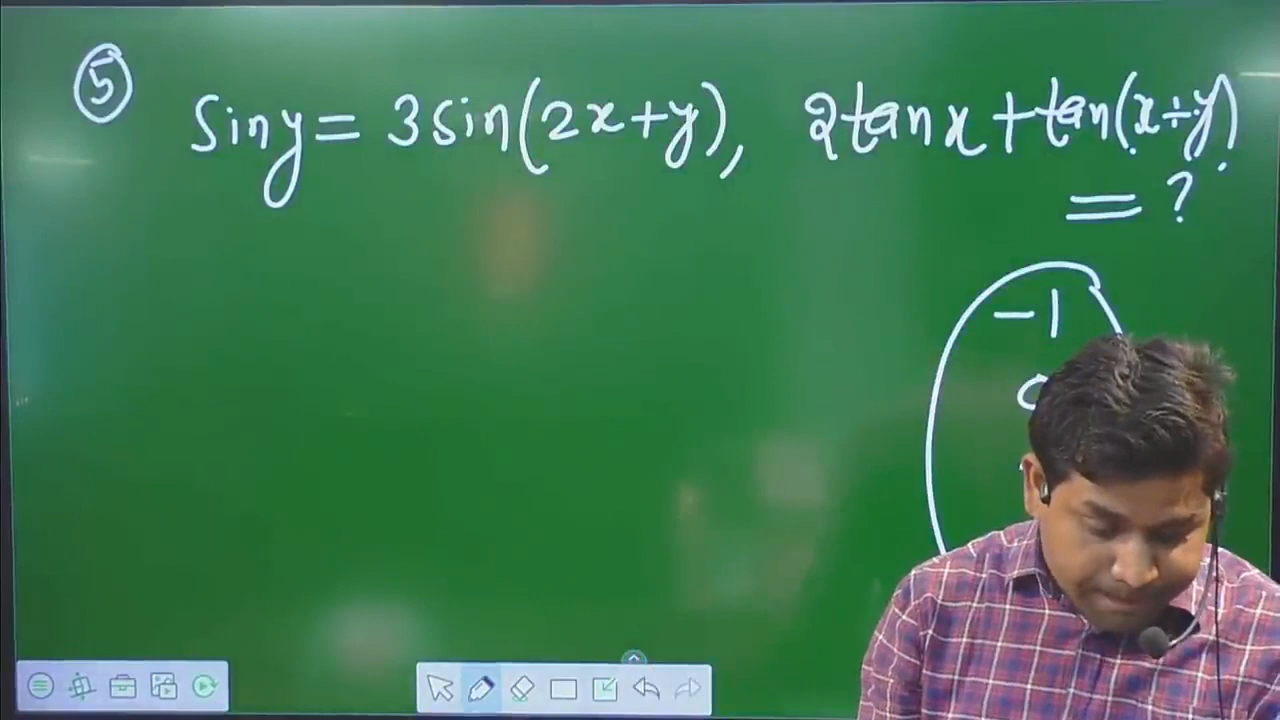 ⑤ Siny = 3sin(2x+y), 2tanx + tan(x+y)
= ?
-1